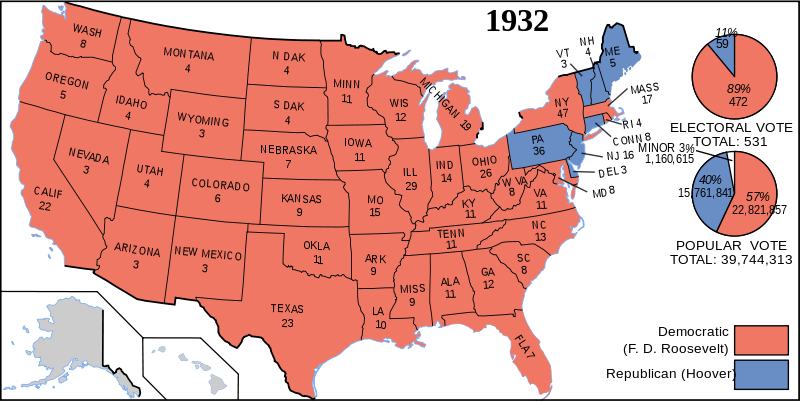 1932
WASH
8
OREGON
5
CALIF
22
NEVADA
3
IDAHO
4
MONTANA
4
WYOMING
3
UTAH
4
COLORADO
6
ARIZONA
3
NEW MEXICO
3
N DAK
4
S DAK
4
NEBRASKA
7
KANSAS
9
OKLA
11
TEXAS
23
MINN
11
IOWA
11
MO
15
ARK
9
LA
10
WIS
12
ILL
29
MICHIGAN 19
IND
14
OHIO
26
KY
11
TENN
11
MISS
9
ALA
11
GA
12
FLA 7
SC
8
NC
13
VA
11
W VA
8
PA
36
NY
47
VT
3
NH
4
ME
5
MASS
17
RI 4
CONN 8
NJ 16
DEL 3
MD 8
11%
59
89%
472
ELECTORAL VOTE
TOTAL: 531
MINOR 3%
1,160,615
40%
15,761,841
57%
22,821,857
POPULAR VOTE
TOTAL: 39,744,313
Democratic
(F. D. Roosevelt)
Republican (Hoover)